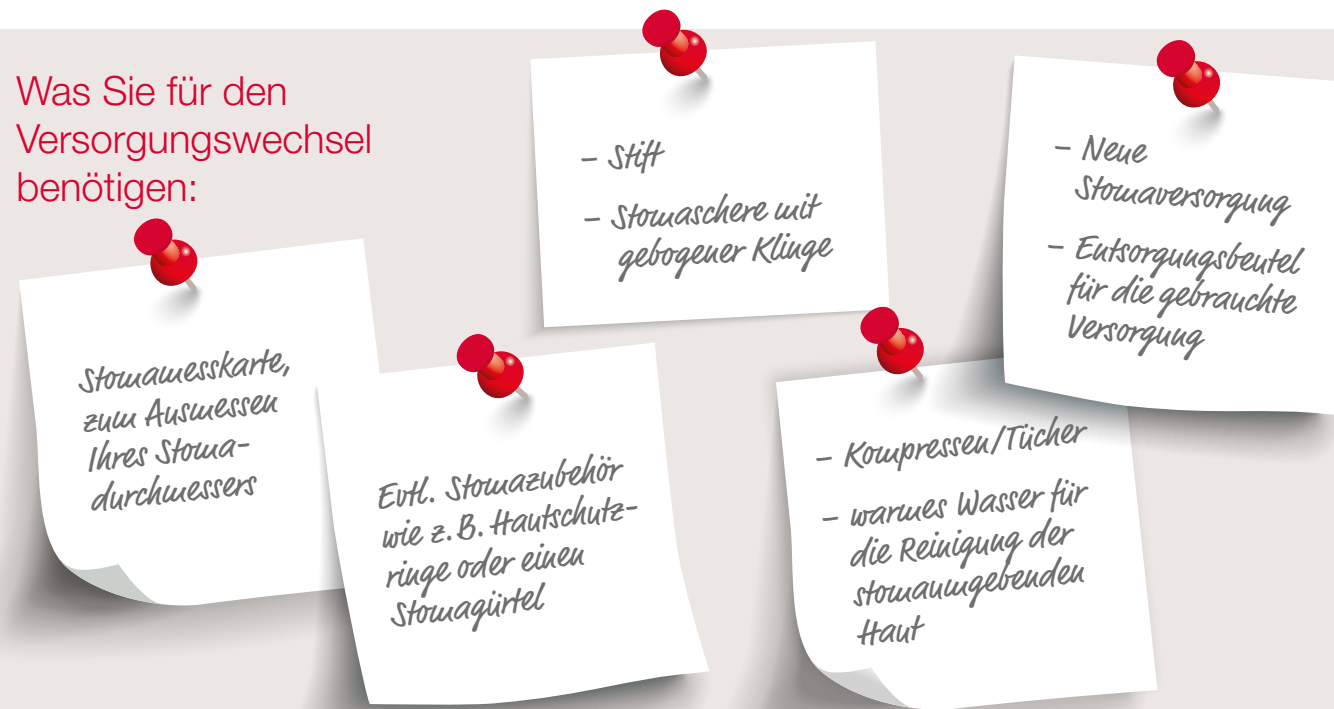 Was Sie für den
Versorgungswechsel
benötigen:
Stomamesskarte,
zum Ausmessen
Ihres Stoma-
durchmessers
Evtl. Stomazubehör
wie z. B. Hautschutz-
ringe oder einen
Stomagürtel
– Stift
– Stomaschere mit
gebogener Klinge
– Kompressen/Tücher
– warmes Wasser für
die Reinigung der
stomaumgebenden
Haut
– Neue
Stomaversorgung
– Entsorgungsbeutel
für die gebrauchte
Versorgung